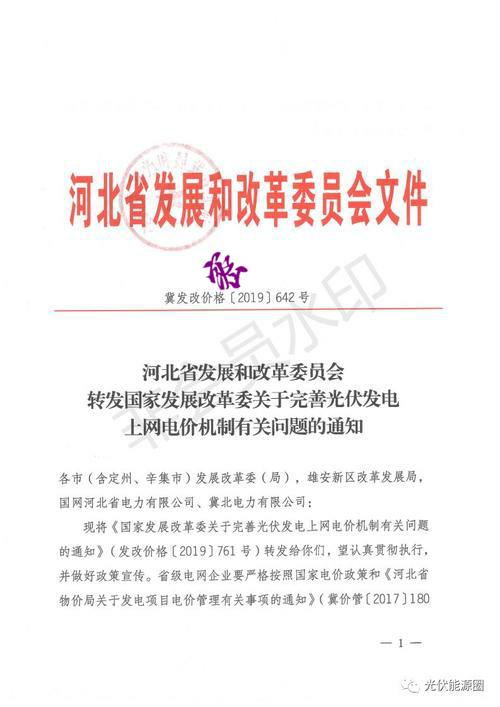 河北省发展和改革委员会文件
冀发改价格〔2019〕642号
河北省发展和改革委员会
转发国家发展改革委关于完善光伏发电
上网电价机制有关问题的通知
各市（含定州、辛集市）发展改革委（局），雄安新区改革发展局，
国网河北省电力有限公司、冀北电力有限公司：
现将《国家发展改革委关于完善光伏发电上网电价机制有关问题
的通知》（发改价格〔2019〕761号）转发给你们，望认真贯彻执行，
并做好政策宣传。省级电网企业要严格按照国家电价政策和《河北省
物价局关于发电项目电价管理有关事项的通知》（冀价管〔2017〕180
— 1 —
非会员水印
光伏能源圈